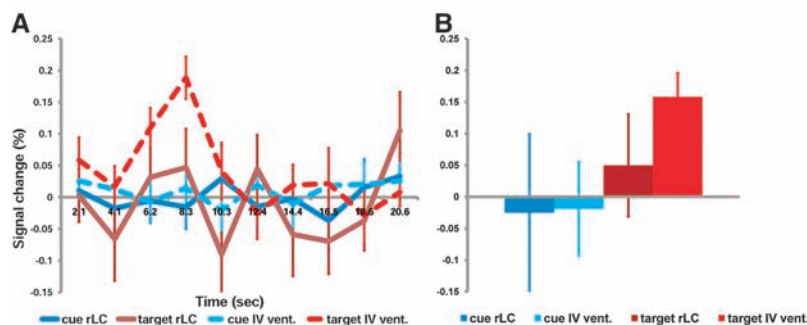 A
B
Signal change (%)
0.25
0.2
0.15
0.1
0.05
0
-0.05
-0.1
-0.15
2.1 4.1 6.2 8.3 10.3 12.4 14.4 16.5 18.6 20.6
Time (sec)
cue rLC target rLC cue IV vent. target IV vent.
0.25
0.2
0.15
0.1
0.05
0
-0.05
-0.1
-0.15
cue rLC cue IV vent. target rLC target IV vent.